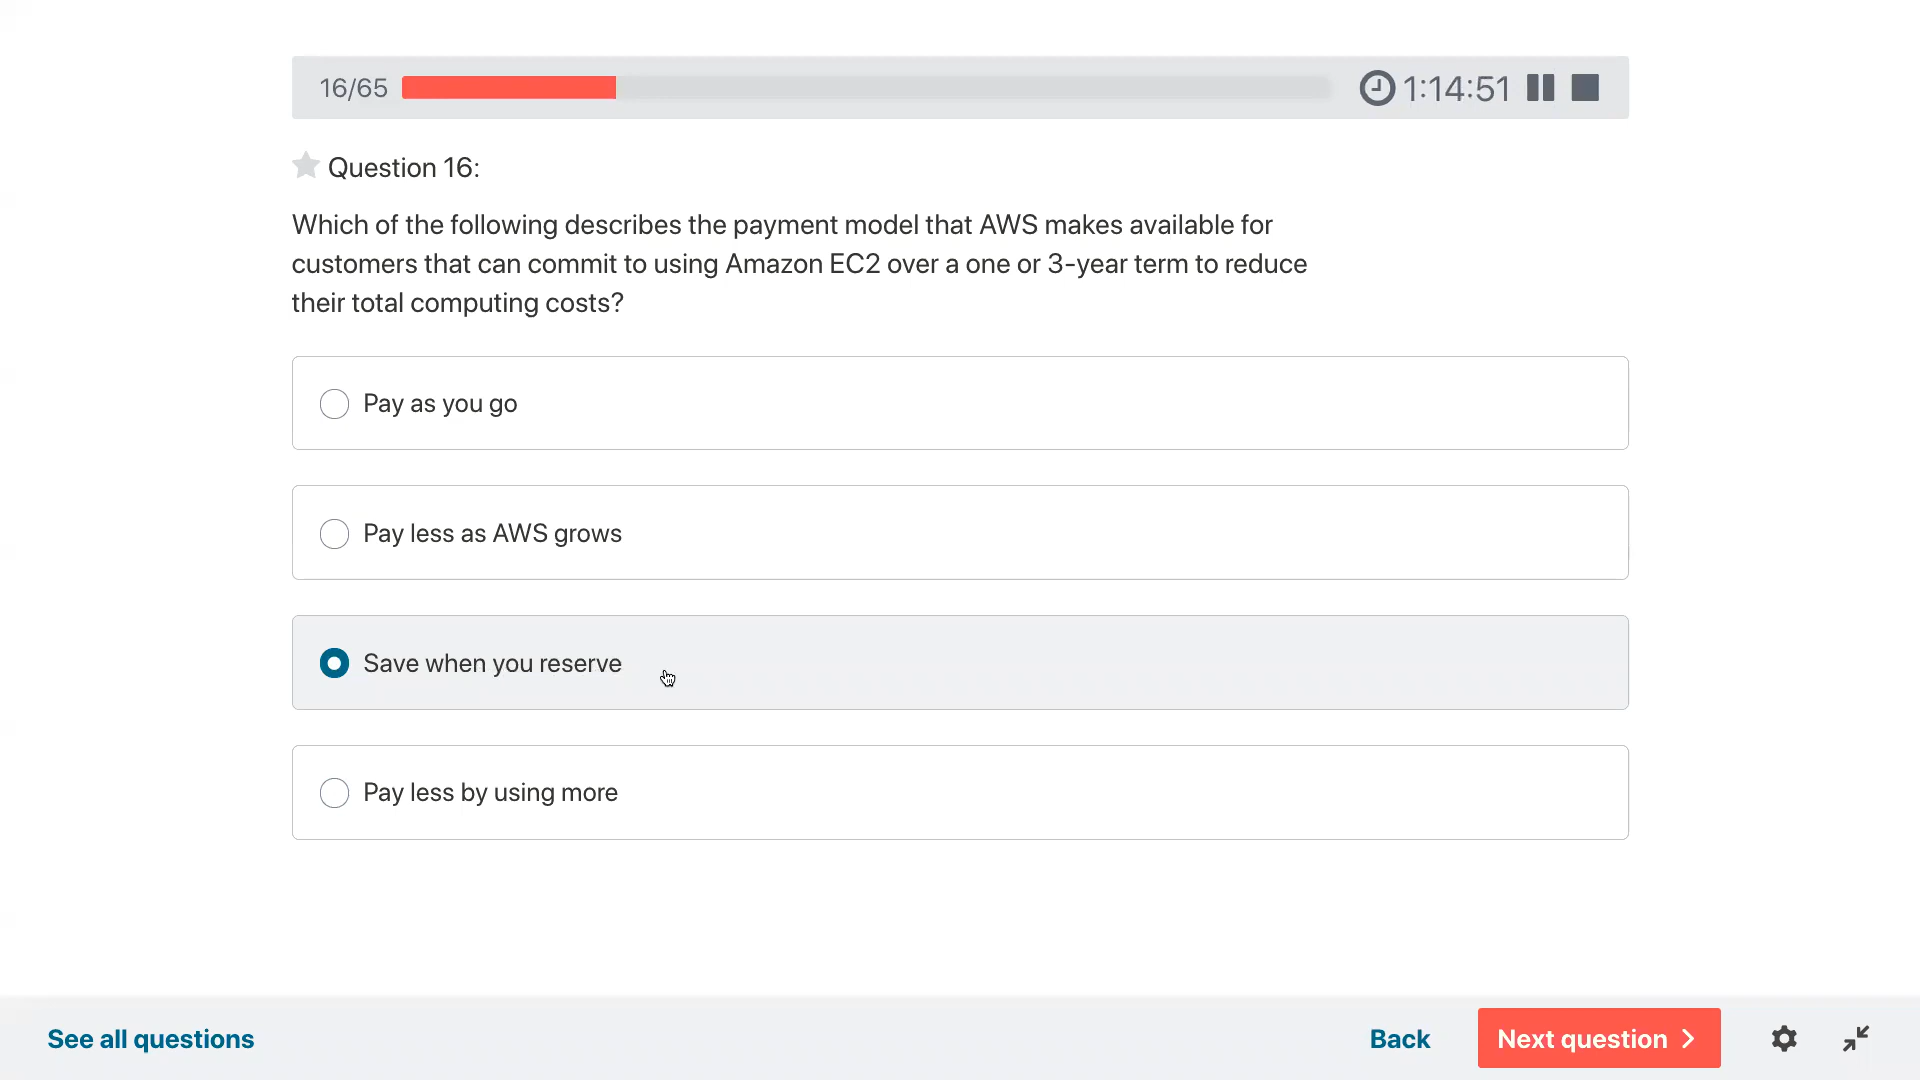 16/65
1:14:51
Question 16:
Which of the following describes the payment model that AWS makes available for
customers that can commit to using Amazon EC2 over a one or 3-year term to reduce
their total computing costs?
Pay as you go
Pay less as AWS grows
Save when you reserve
Pay less by using more
See all questions
Back
Next question